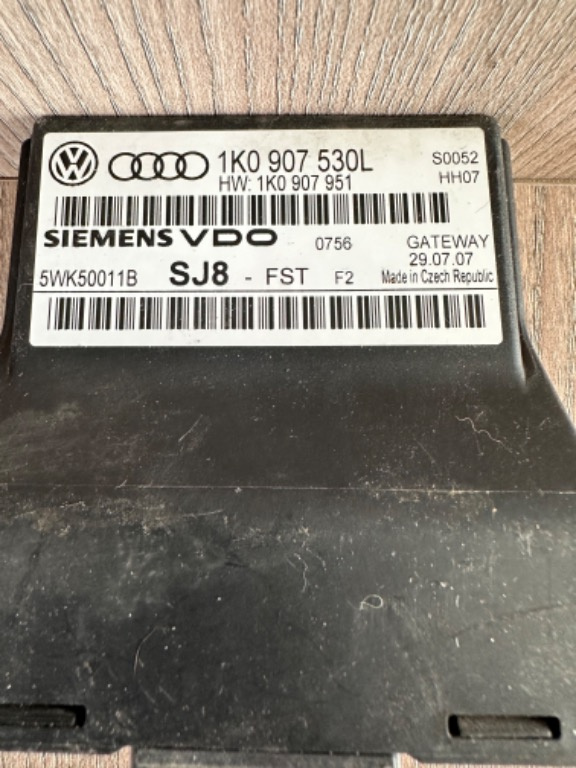 1K0 907 530L S0052
HW: 1K0 907 951 HH07
SIEMENS VDO 0756 GATEWAY
29.07.07
5WK50011B SJ8 - FST F2 Made in Czech Republic